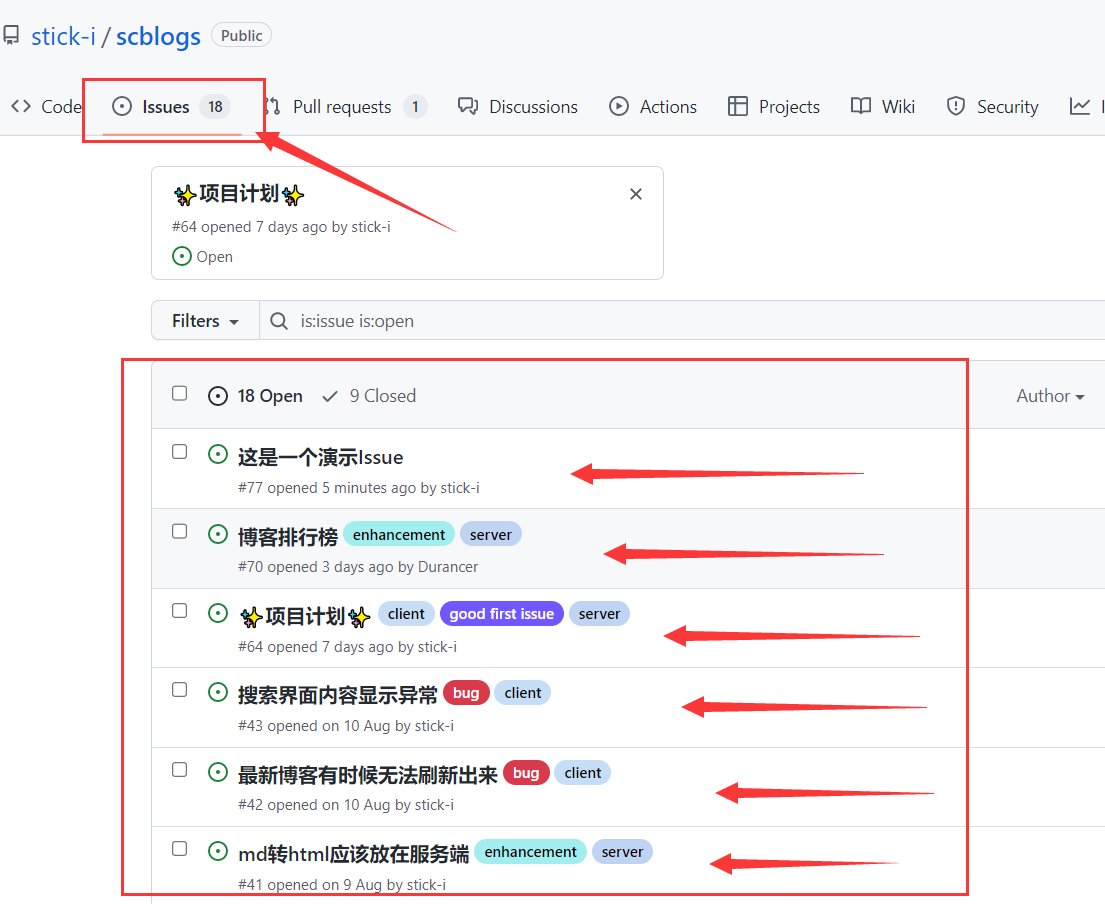 stick-i / scblogs Public
Code Issues 18 Pull requests 1 Discussions Actions Projects Wiki Security
✨项目计划✨
#64 opened 7 days ago by stick-i
Open
Filters is:issue is:open
18 Open 9 Closed Author
这是一个演示Issue
#77 opened 5 minutes ago by stick-i
博客排行榜 enhancement server
#70 opened 3 days ago by Durancer
✨项目计划✨ client good first issue server
#64 opened 7 days ago by stick-i
搜索界面内容显示异常 bug client
#43 opened on 10 Aug by stick-i
最新博客有时候无法刷新出来 bug client
#42 opened on 10 Aug by stick-i
md转html应该放在服务端 enhancement server
#41 opened on 9 Aug by stick-i